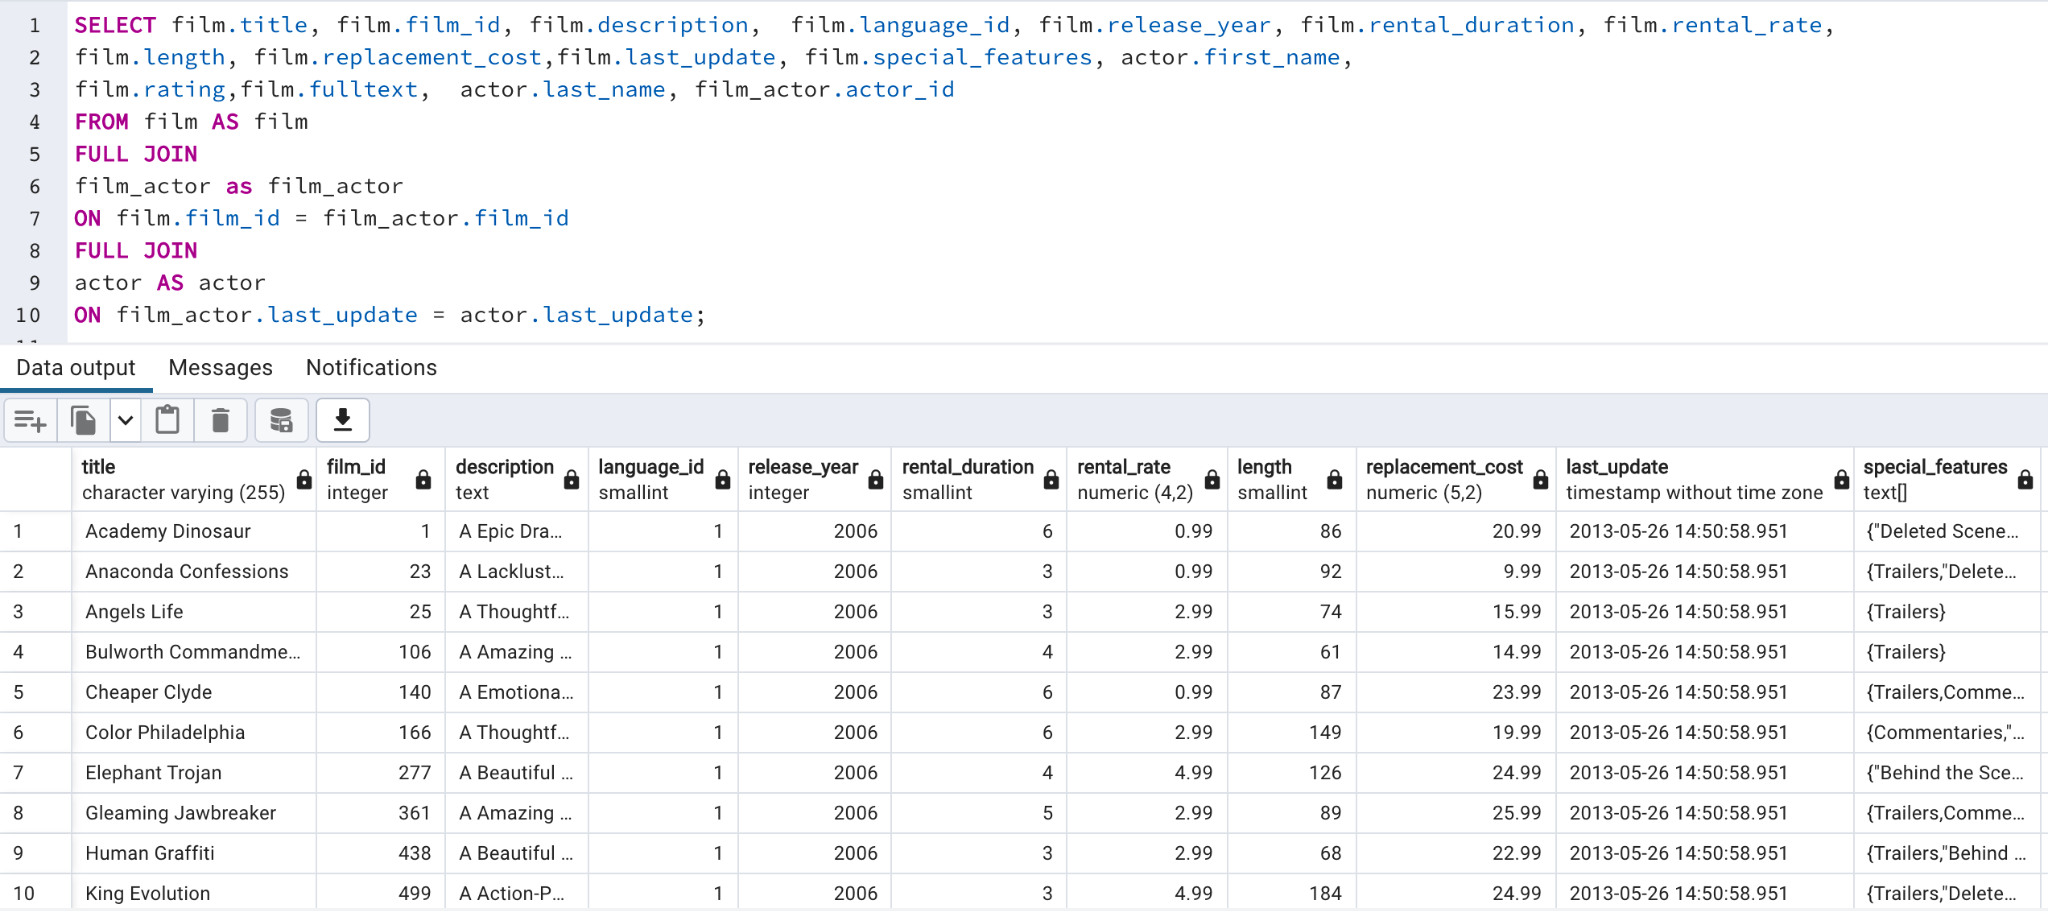 1 SELECT film.title, film.film_id, film.description,  film.language_id, film.release_year, film.rental_duration, film.rental_rate,
2 film.length, film.replacement_cost,film.last_update, film.special_features, actor.first_name,
3 film.rating,film.fulltext,  actor.last_name, film_actor.actor_id
4 FROM film AS film
5 FULL JOIN
6 film_actor as film_actor
7 ON film.film_id = film_actor.film_id
8 FULL JOIN
9 actor AS actor
10 ON film_actor.last_update = actor.last_update;
Data output Messages Notifications
title film_id description language_id release_year rental_duration rental_rate length replacement_cost last_update special_features
character varying (255) integer text smallint integer smallint numeric (4,2) smallint numeric (5,2) timestamp without time zone text[]
1 Academy Dinosaur 1 A Epic Dra... 1 2006 6 0.99 86 20.99 2013-05-26 14:50:58.951 {"Deleted Scene...
2 Anaconda Confessions 23 A Lacklust... 1 2006 3 0.99 92 9.99 2013-05-26 14:50:58.951 {Trailers,"Delete...
3 Angels Life 25 A Thoughtf... 1 2006 3 2.99 74 15.99 2013-05-26 14:50:58.951 {Trailers}
4 Bulworth Commandme... 106 A Amazing ... 1 2006 4 2.99 61 14.99 2013-05-26 14:50:58.951 {Trailers}
5 Cheaper Clyde 140 A Emotiona... 1 2006 6 0.99 87 23.99 2013-05-26 14:50:58.951 {Trailers,Comme...
6 Color Philadelphia 166 A Thoughtf... 1 2006 6 2.99 149 19.99 2013-05-26 14:50:58.951 {Commentaries,"...
7 Elephant Trojan 277 A Beautiful ... 1 2006 4 4.99 126 24.99 2013-05-26 14:50:58.951 {"Behind the Sce...
8 Gleaming Jawbreaker 361 A Amazing ... 1 2006 5 2.99 89 25.99 2013-05-26 14:50:58.951 {Trailers,Comme...
9 Human Graffiti 438 A Beautiful ... 1 2006 3 2.99 68 22.99 2013-05-26 14:50:58.951 {Trailers,"Behind ...
10 King Evolution 499 A Action-P... 1 2006 3 4.99 184 24.99 2013-05-26 14:50:58.951 {Trailers,"Delete...